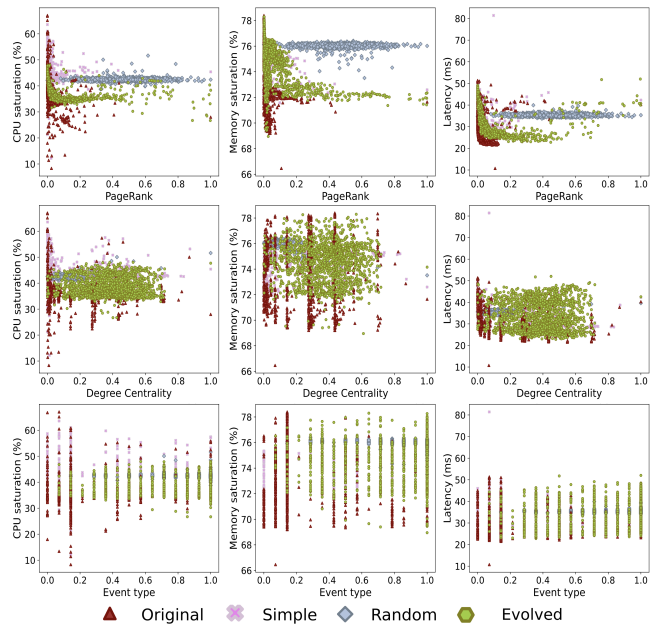 60
50
40
30
20
10
CPU saturation (%)
0.0 0.2 0.4 0.6 0.8 1.0
PageRank
78
76
74
72
70
68
66
Memory saturation (%)
0.0 0.2 0.4 0.6 0.8 1.0
PageRank
80
70
60
50
40
30
20
10
Latency (ms)
0.0 0.2 0.4 0.6 0.8 1.0
PageRank
60
50
40
30
20
10
CPU saturation (%)
0.0 0.2 0.4 0.6 0.8 1.0
Degree Centrality
78
76
74
72
70
68
66
Memory saturation (%)
0.0 0.2 0.4 0.6 0.8 1.0
Degree Centrality
80
70
60
50
40
30
20
10
Latency (ms)
0.0 0.2 0.4 0.6 0.8 1.0
Degree Centrality
60
50
40
30
20
10
CPU saturation (%)
0.0 0.2 0.4 0.6 0.8 1.0
Event type
78
76
74
72
70
68
66
Memory saturation (%)
0.0 0.2 0.4 0.6 0.8 1.0
Event type
80
70
60
50
40
30
20
10
Latency (ms)
0.0 0.2 0.4 0.6 0.8 1.0
Event type
Original Simple Random Evolved